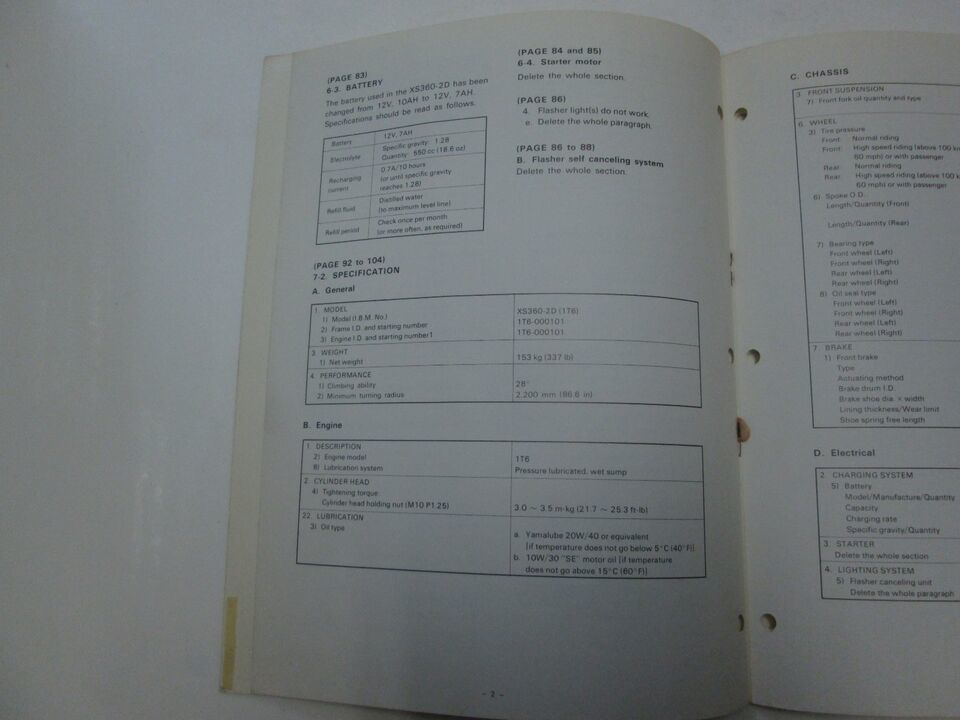 (PAGE 83)
6-3. BATTERY
The battery used in the XS360-2D has been
changed from 12V, 10AH to 12V, 7AH.
Specifications should be read as follows.
Battery 12V, 7AH
Electrolyte Specific gravity: 1.28
Quantity: 550 cc (18.6 oz)
Recharging current 0.7A/10 hours
(or until specific gravity
reaches 1.28)
Refill fluid Distilled water
(to maximum level line)
Refill period Check once per month
(or more often, as required)
(PAGE 84 and 85)
6-4. Starter motor
Delete the whole section.
(PAGE 86)
4. Flasher light(s) do not work.
e. Delete the whole paragraph.
(PAGE 86 to 88)
B. Flasher self canceling system
Delete the whole section.
(PAGE 92 to 104)
7-2. SPECIFICATION
A. General
1. MODEL
1) Model (I.B.M. No.) XS360-2D (1T6)
2) Frame I.D. and starting number 1T6-000101
3) Engine I.D. and starting number1 1T6-000101
3. WEIGHT
1) Net weight 153 kg (337 lb)
4. PERFORMANCE
1) Climbing ability 28°
2) Minimum turning radius 2.200 mm (86.6 in)
B. Engine
1. DESCRIPTION
2) Engine model 1T6
8) Lubrication system Pressure lubricated, wet sump
2. CYLINDER HEAD
4) Tightening torque:
Cylinder head holding nut (M10 P1.25) 3.0 ~ 3.5 m-kg (21.7 ~ 25.3 ft-lb)
22. LUBRICATION
3) Oil type a. Yamalube 20W/40 or equivalent
[if temperature does not go below 5°C (40°F)]
b. 10W/30 "SE" motor oil [if temperature
does not go above 15°C (60°F)]
- 2 -
C. CHASSIS
3. FRONT SUSPENSION
7) Front fork oil quantity and type
6. WHEEL
3) Tire pressure
Front: Normal riding
Front: High speed riding (above 100 km
60 mph) or with passenger
Rear: Normal riding
Rear: High speed riding (above 100 k
60 mph) or with passenger
6) Spoke O.D.
Length/Quantity (Front)
Length/Quantity (Rear)
7) Bearing type
Front wheel (Left)
Front wheel (Right)
Rear wheel (Left)
Rear wheel (Right)
8) Oil seal type
Front wheel (Left)
Front wheel (Right)
Rear wheel (Left)
Rear wheel (Right)
7. BRAKE
1) Front brake
Type
Actuating method
Brake drum I.D.
Brake shoe dia. x width
Lining thickness/Wear limit
Shoe spring free length
D. Electrical
2. CHARGING SYSTEM
5) Battery
Model/Manufacture/Quantity
Capacity
Charging rate
Specific gravity/Quantity
3. STARTER
Delete the whole section
4. LIGHTING SYSTEM
5) Flasher canceling unit
Delete the whole paragraph